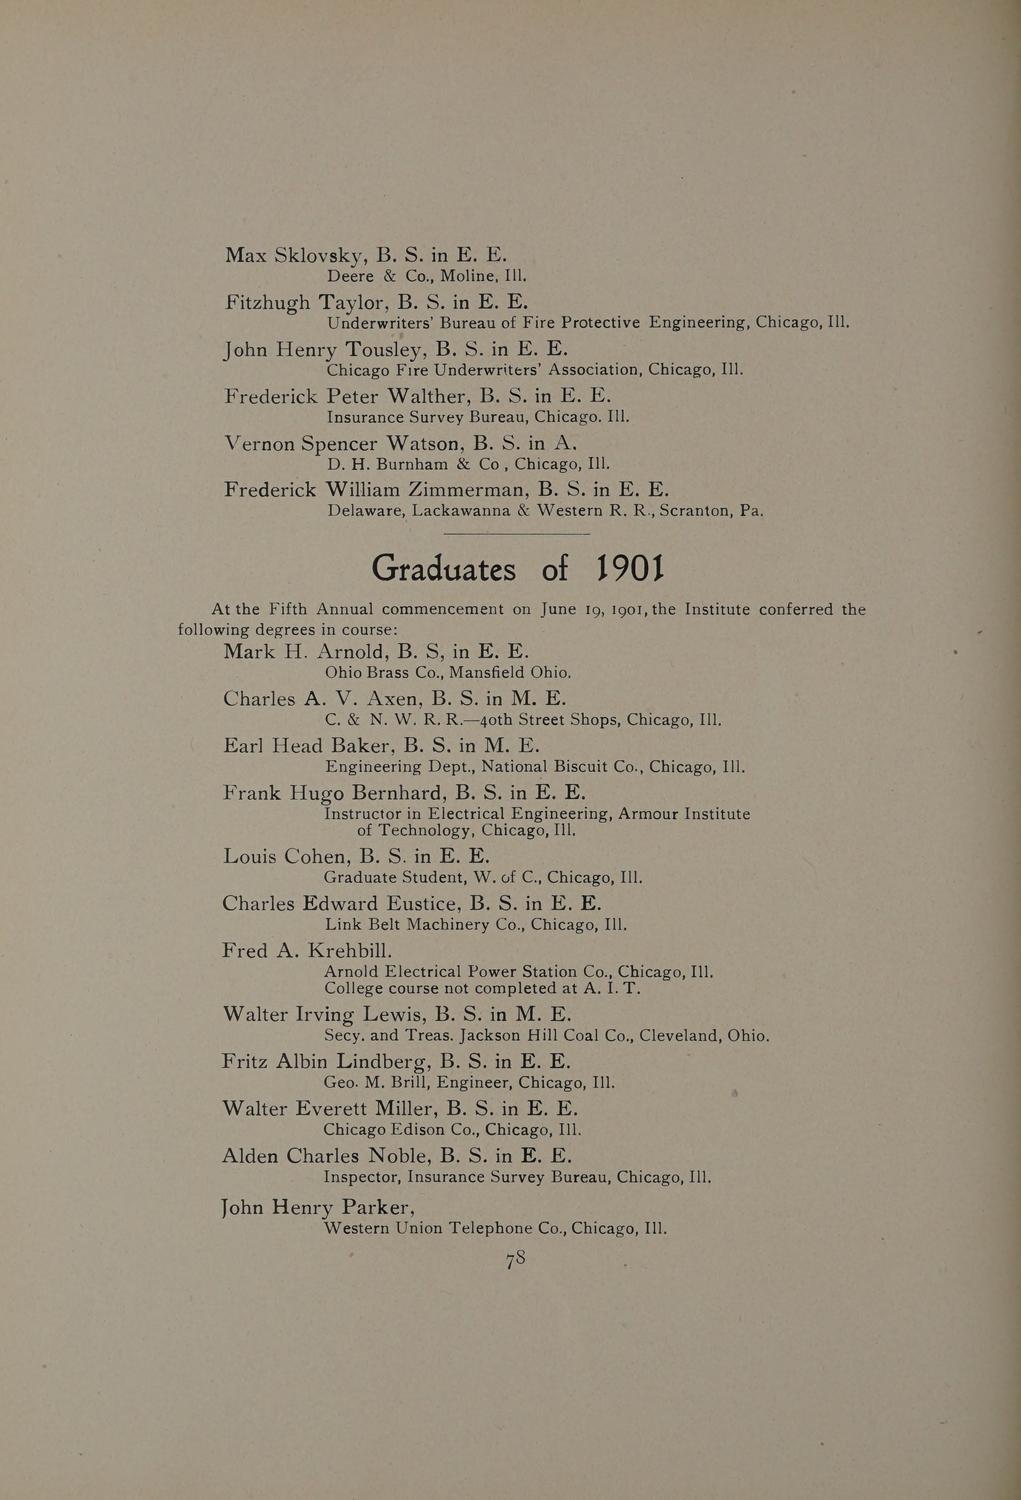 Max Sklovsky, B. S. in E. E.
Deere & Co., Moline, Ill.
Fitzhugh Taylor, B. S. in E. E.
Underwriters' Bureau of Fire Protective Engineering, Chicago, Ill.
John Henry Tousley, B. S. in E. E.
Chicago Fire Underwriters' Association, Chicago, Ill.
Frederick Peter Walther, B. S. in E. E.
Insurance Survey Bureau, Chicago. Ill.
Vernon Spencer Watson, B. S. in A.
D. H. Burnham & Co, Chicago, Ill.
Frederick William Zimmerman, B. S. in E. E.
Delaware, Lackawanna & Western R. R., Scranton, Pa.
Graduates of 1901
At the Fifth Annual commencement on June 19, 1901, the Institute conferred the
following degrees in course:
Mark H. Arnold, B. S, in E. E.
Ohio Brass Co., Mansfield Ohio.
Charles A. V. Axen, B. S. in M. E.
C. & N. W. R. R.—40th Street Shops, Chicago, Ill.
Earl Head Baker, B. S. in M. E.
Engineering Dept., National Biscuit Co., Chicago, Ill.
Frank Hugo Bernhard, B. S. in E. E.
Instructor in Electrical Engineering, Armour Institute
of Technology, Chicago, Ill.
Louis Cohen, B. S. in E. E.
Graduate Student, W. of C., Chicago, Ill.
Charles Edward Eustice, B. S. in E. E.
Link Belt Machinery Co., Chicago, Ill.
Fred A. Krehbill.
Arnold Electrical Power Station Co., Chicago, Ill.
College course not completed at A. I. T.
Walter Irving Lewis, B. S. in M. E.
Secy. and Treas. Jackson Hill Coal Co., Cleveland, Ohio.
Fritz Albin Lindberg, B. S. in E. E.
Geo. M. Brill, Engineer, Chicago, Ill.
Walter Everett Miller, B. S. in E. E.
Chicago Edison Co., Chicago, Ill.
Alden Charles Noble, B. S. in E. E.
Inspector, Insurance Survey Bureau, Chicago, Ill.
John Henry Parker,
Western Union Telephone Co., Chicago, Ill.
78